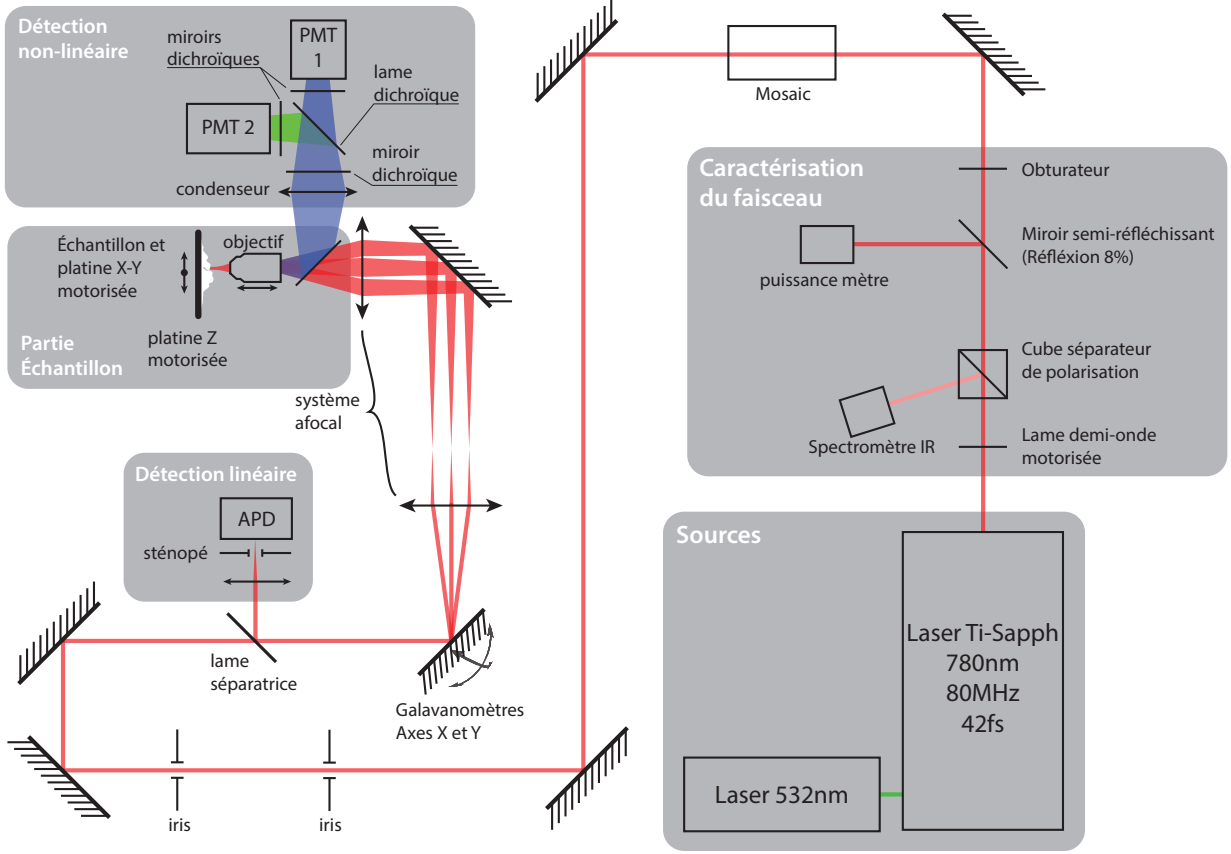 Détection
non-linéaire
miroirs
dichroïques
PMT
1
lame
dichroïque
PMT 2
miroir
dichroïque
condenseur
Échantillon et
platine X-Y
motorisée
objectif
platine Z
motorisée
Partie
Échantillon
système
afocal
Détection linéaire
APD
sténopé
lame
séparatrice
Galavanomètres
Axes X et Y
iris
iris
Mosaic
Caractérisation
du faisceau
Obturateur
Miroir semi-réfléchissant
(Réfléxion 8%)
puissance mètre
Cube séparateur
de polarisation
Spectromètre IR
Lame demi-onde
motorisée
Sources
Laser Ti-Sapph
780nm
80MHz
42fs
Laser 532nm